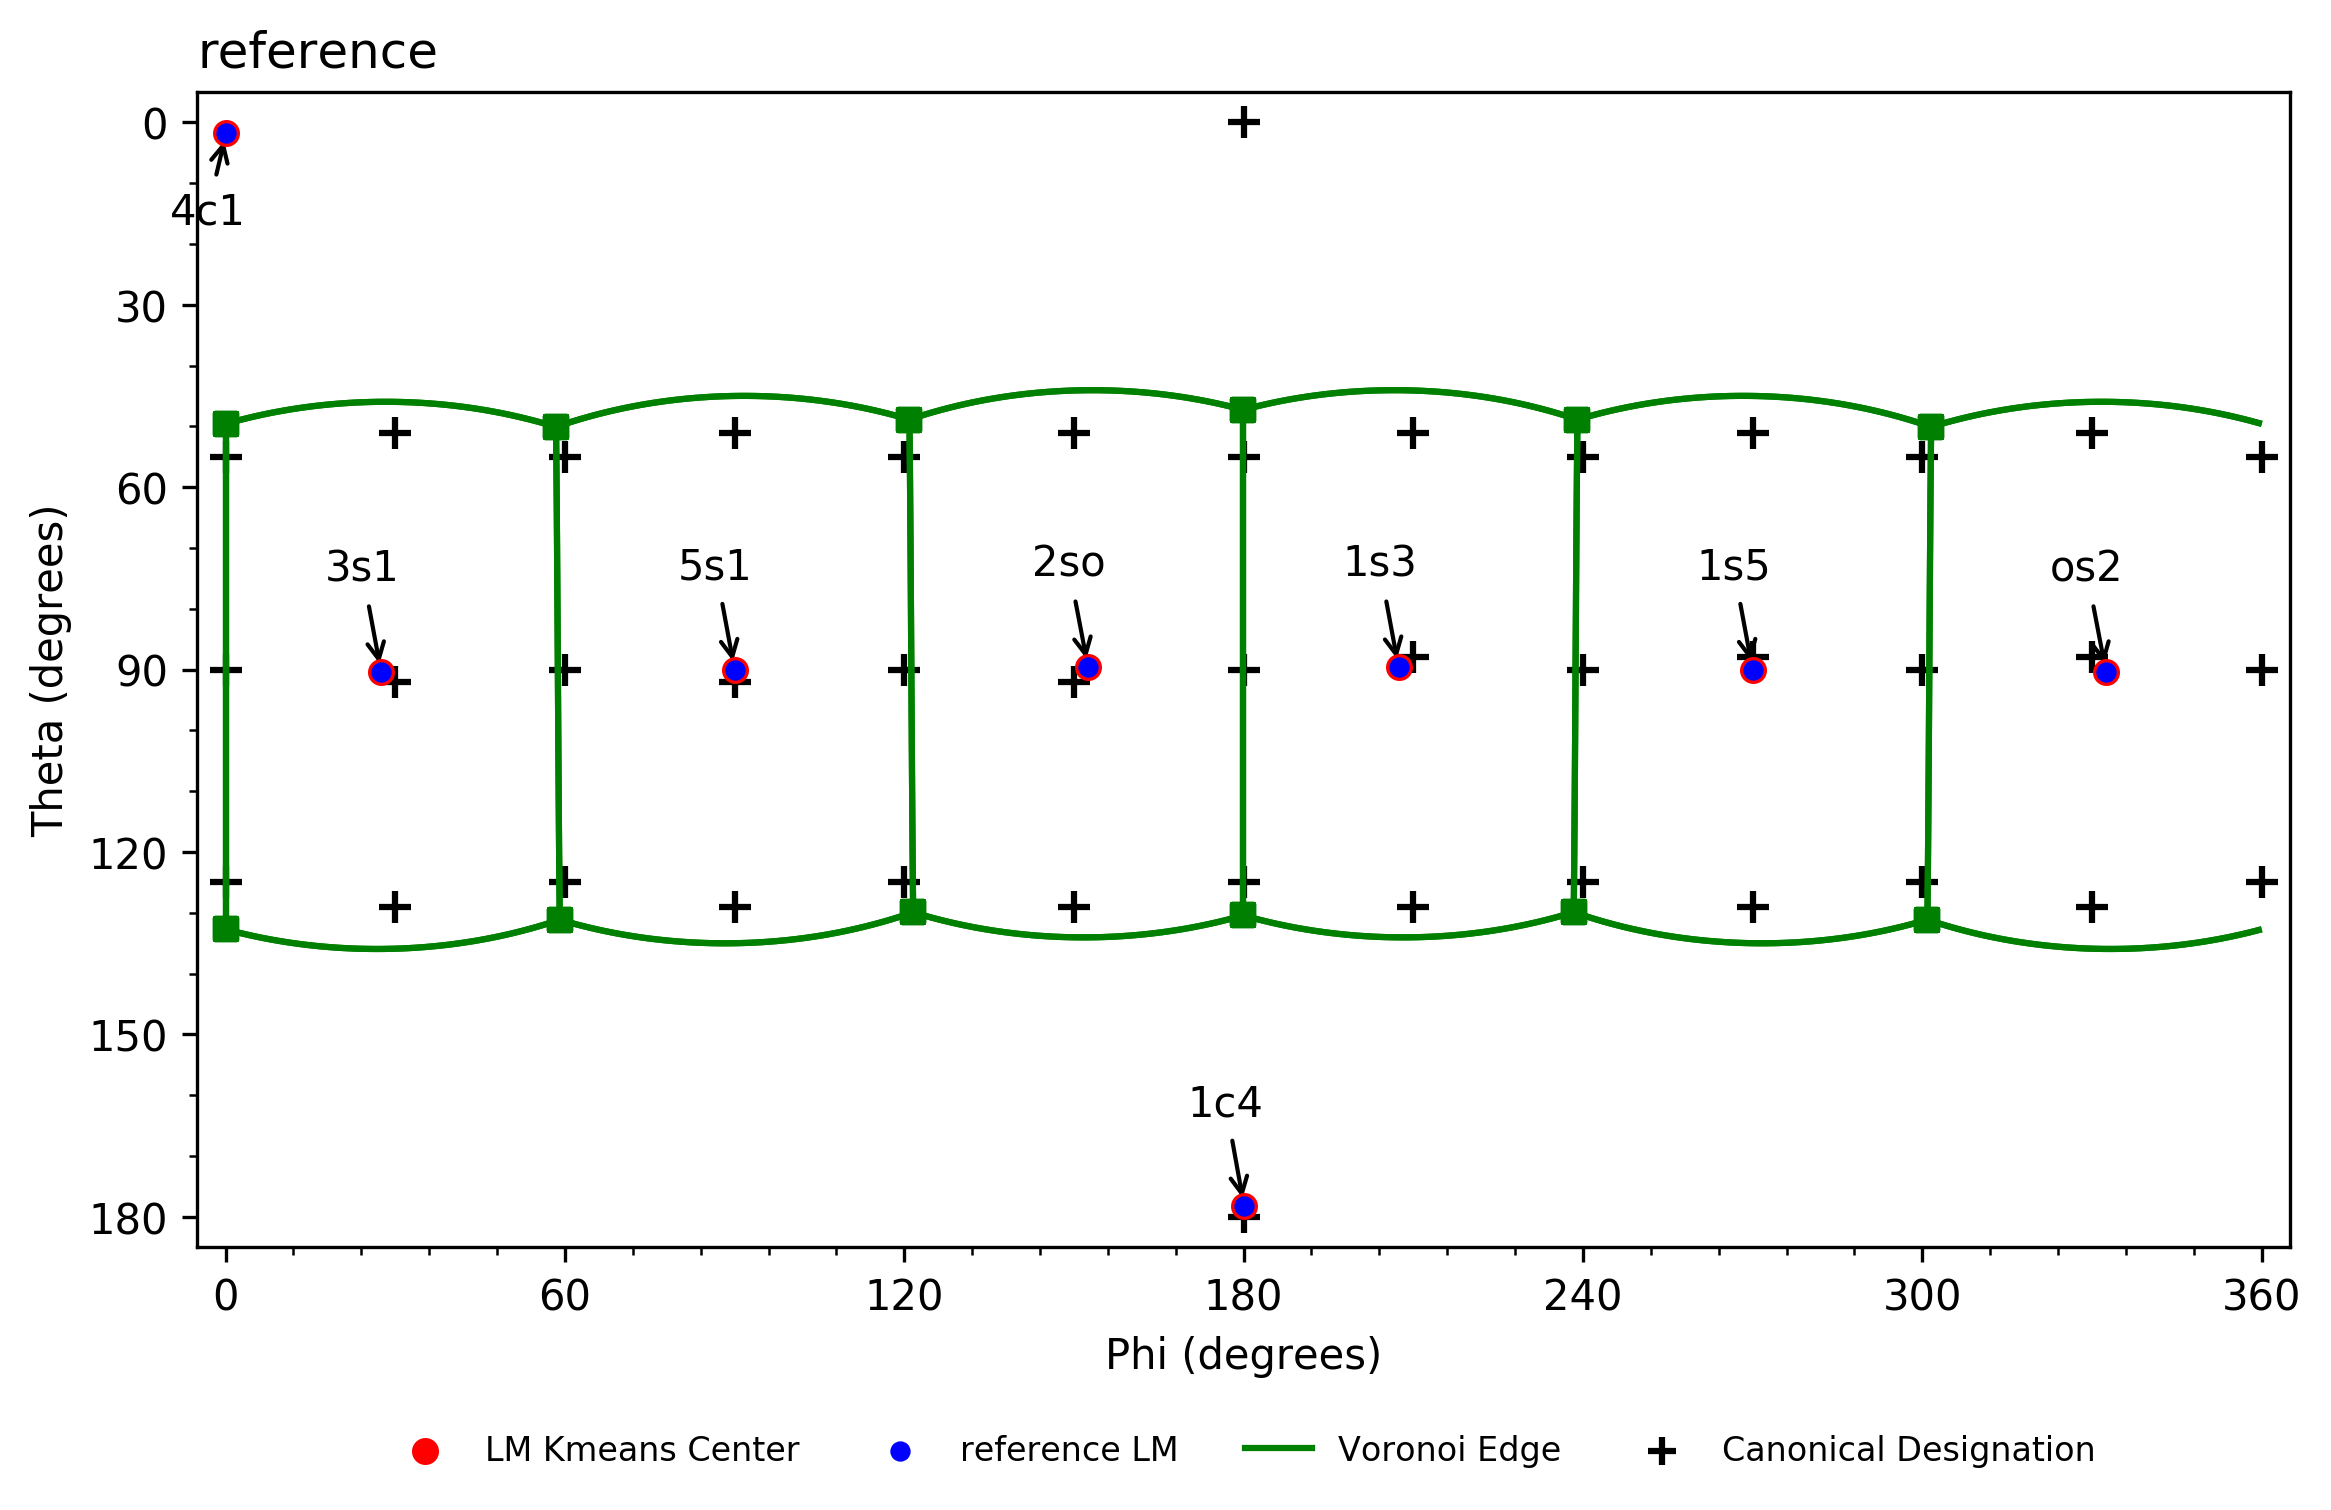 reference
0
30
60
90
120
150
180
Theta (degrees)
4c1
3s1
5s1
2so
1s3
1s5
os2
1c4
0 60 120 180 240 300 360
Phi (degrees)
LM Kmeans Center reference LM Voronoi Edge Canonical Designation